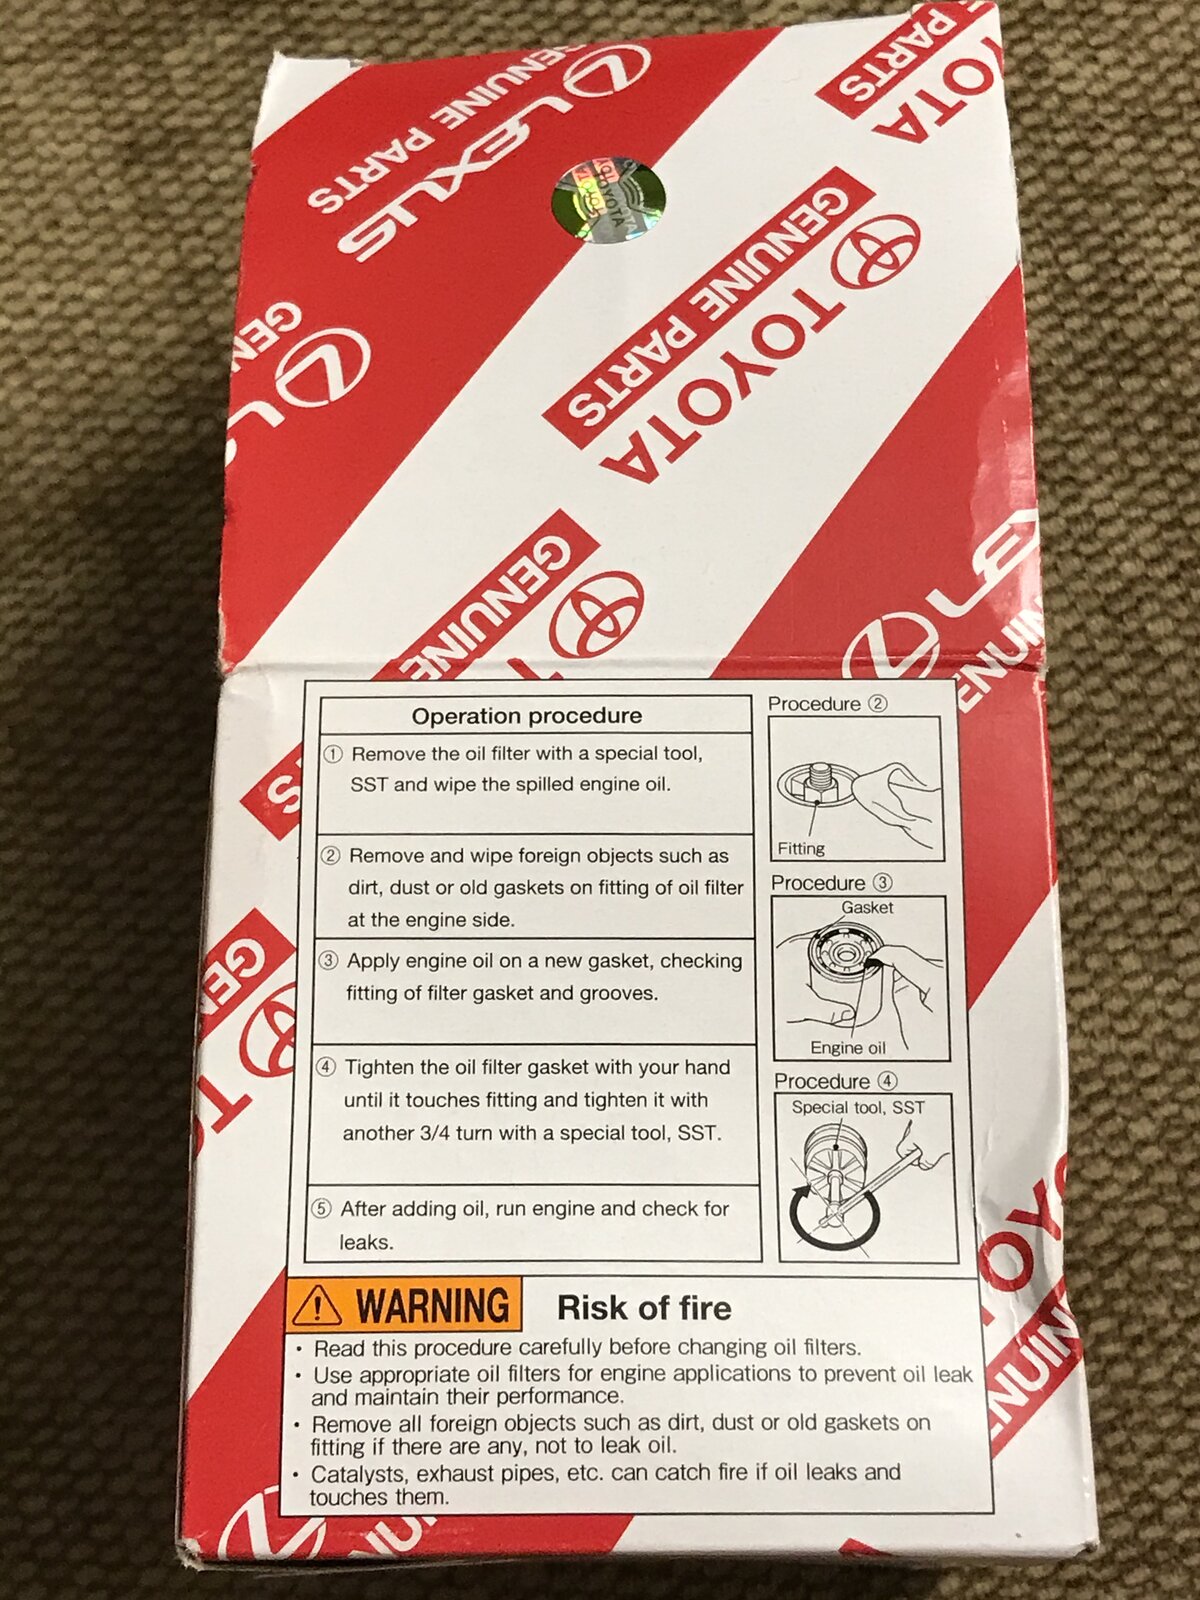 LEXUS
GENUINE PARTS
TOYOTA
GENUINE PARTS
OTA
PARTS
GENUINE
Operation procedure
① Remove the oil filter with a special tool,
SST and wipe the spilled engine oil.
② Remove and wipe foreign objects such as
dirt, dust or old gaskets on fitting of oil filter
at the engine side.
③ Apply engine oil on a new gasket, checking
fitting of filter gasket and grooves.
④ Tighten the oil filter gasket with your hand
until it touches fitting and tighten it with
another 3/4 turn with a special tool, SST.
⑤ After adding oil, run engine and check for
leaks.
Procedure ②
Fitting
Procedure ③
Gasket
Engine oil
Procedure ④
Special tool, SST
WARNING Risk of fire
• Read this procedure carefully before changing oil filters.
• Use appropriate oil filters for engine applications to prevent oil leak
and maintain their performance.
• Remove all foreign objects such as dirt, dust or old gaskets on
fitting if there are any, not to leak oil.
• Catalysts, exhaust pipes, etc. can catch fire if oil leaks and
touches them.